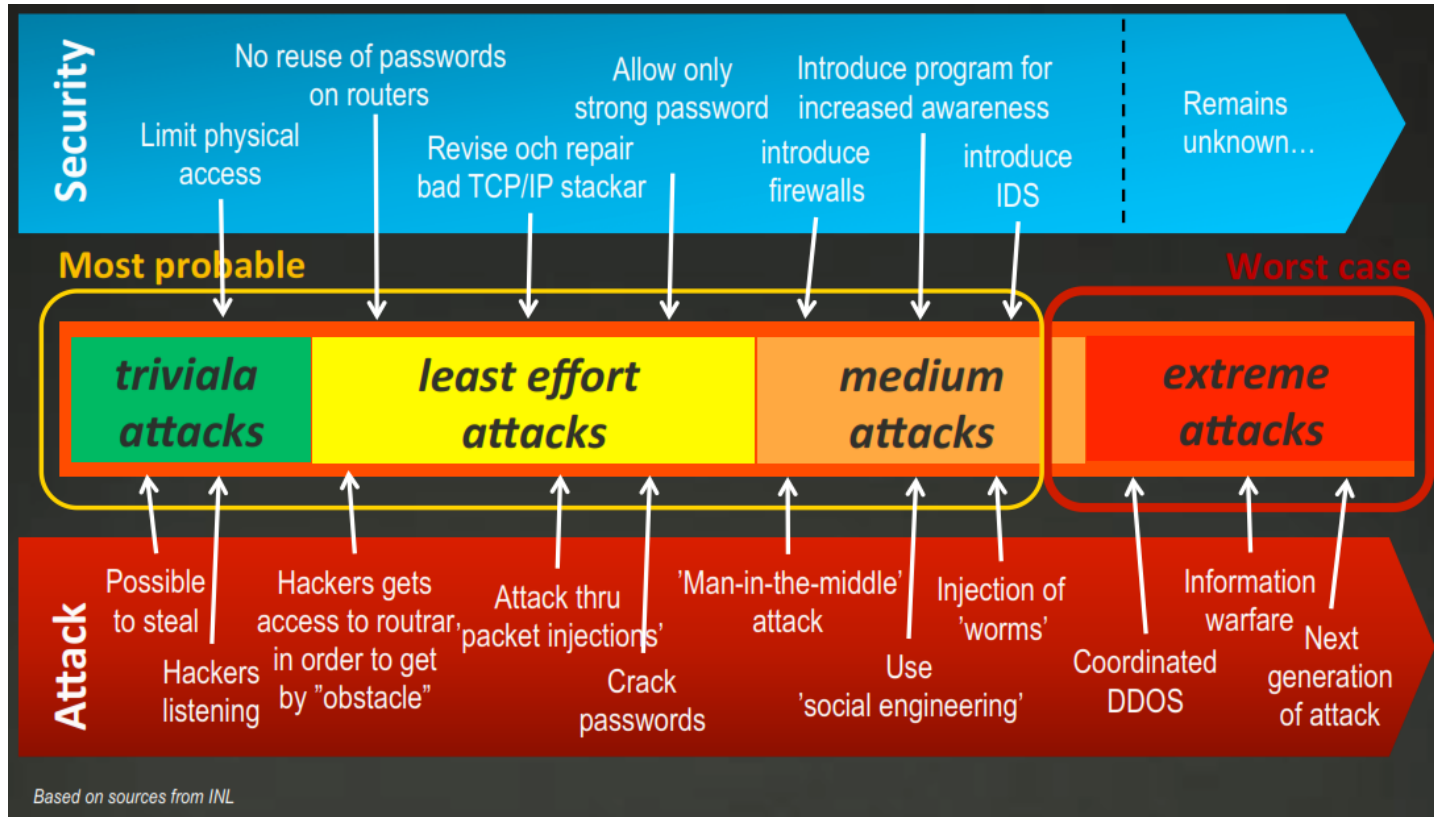 Security
No reuse of passwords
on routers
Limit physical
access
Revise och repair
bad TCP/IP stackar
Allow only
strong password
Introduce program for
increased awareness
introduce
firewalls
introduce
IDS
Remains
unknown…
Most probable
Worst case
triviala
attacks
least effort
attacks
medium
attacks
extreme
attacks
Attack
Possible
to steal
Hackers
listening
Hackers gets
access to routrar
in order to get
by ”obstacle”
Attack thru
’packet injections’
Crack
passwords
’Man-in-the-middle’
attack
Use
’social engineering’
Injection of
’worms’
Coordinated
DDOS
Information
warfare
Next
generation
of attack
Based on sources from INL